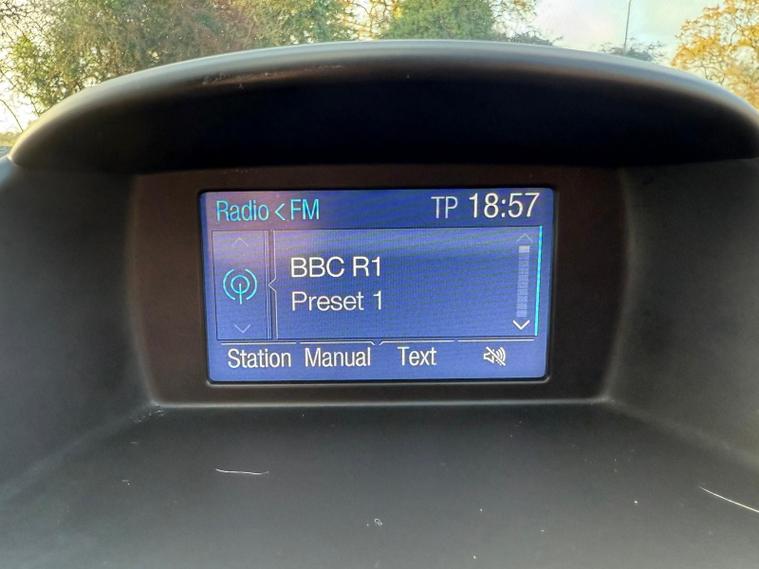 Radio < FM TP 18:57
BBC R1
Preset 1
Station Manual Text